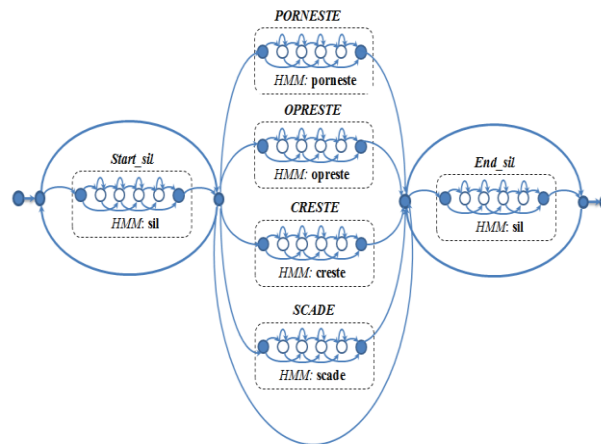 PORNESTE
HMM: porneste
OPRESTE
HMM: opreste
Start_sil
HMM: sil
End_sil
HMM: sil
CRESTE
HMM: creste
SCADE
HMM: scade